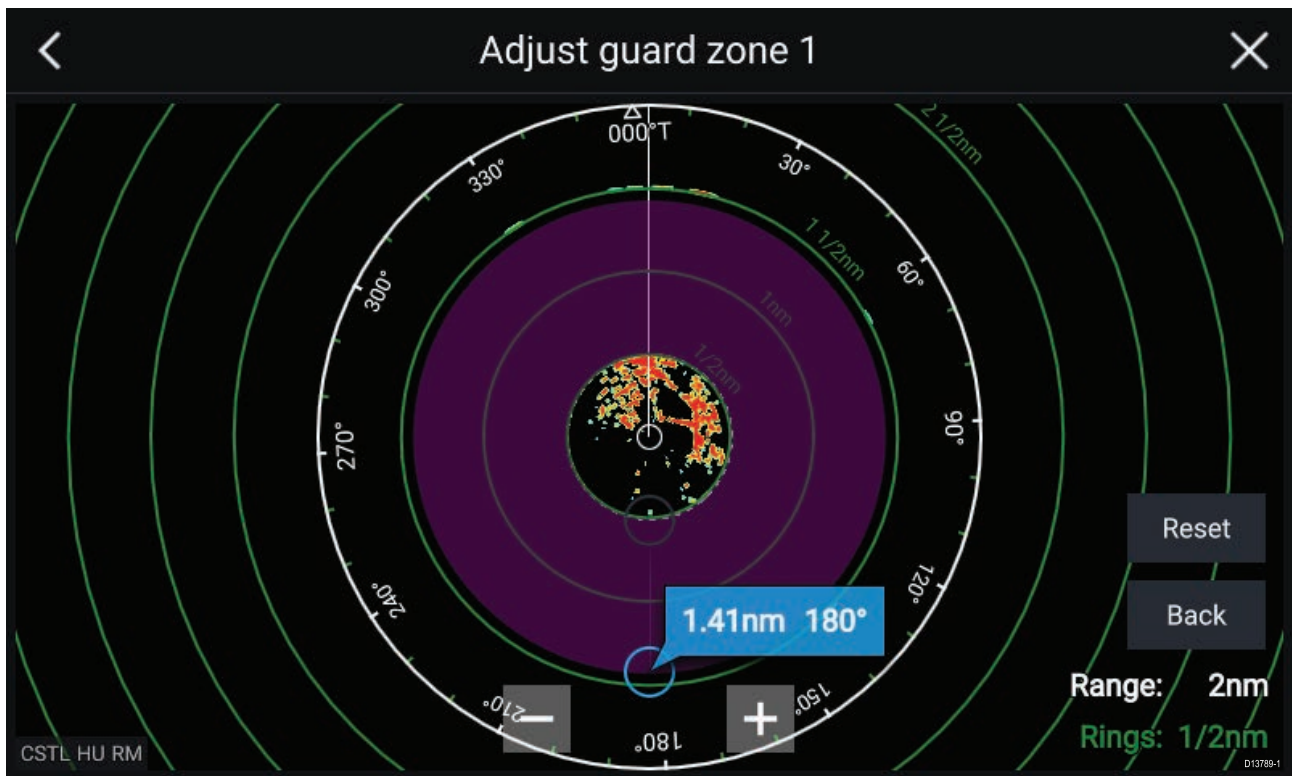 Adjust guard zone 1
000°T
30°
60°
90°
120°
150°
180°
210°
240°
270°
300°
330°
2 1/2nm
1 1/2nm
1nm
1/2nm
1.41nm 180°
Reset
Back
Range: 2nm
Rings: 1/2nm
CSTL HU RM
D13789-1